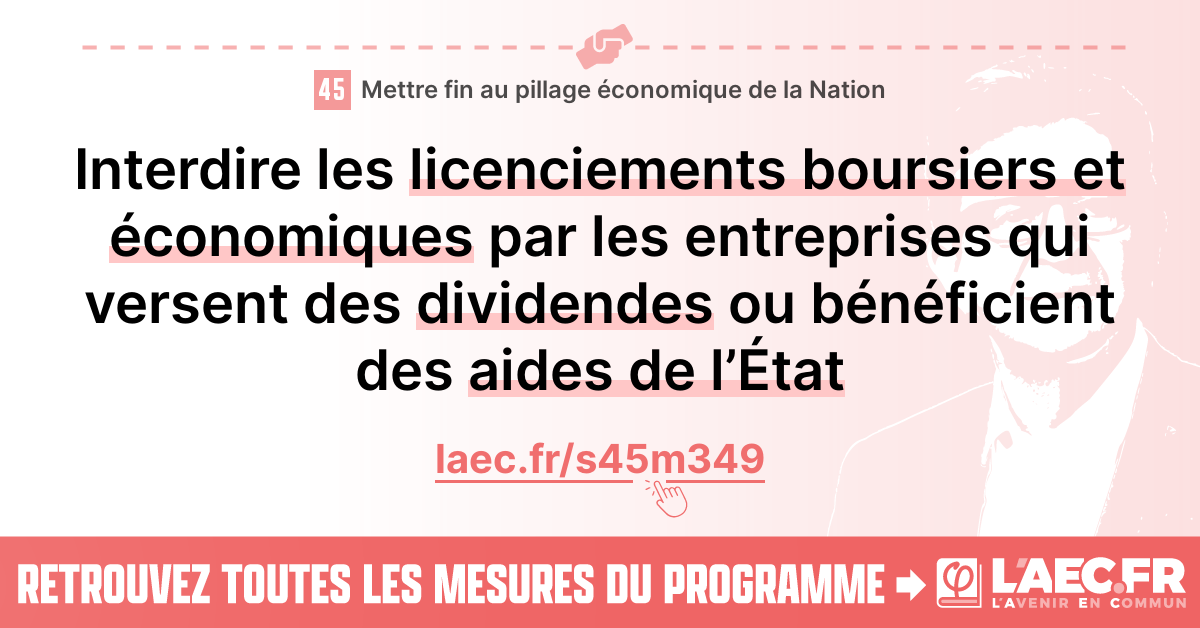 45 Mettre fin au pillage économique de la Nation
Interdire les licenciements boursiers et
économiques par les entreprises qui
versent des dividendes ou bénéficient
des aides de l’État
laec.fr/s45m349
RETROUVEZ TOUTES LES MESURES DU PROGRAMME → φ L'AEC.FR
L'AVENIR EN COMMUN